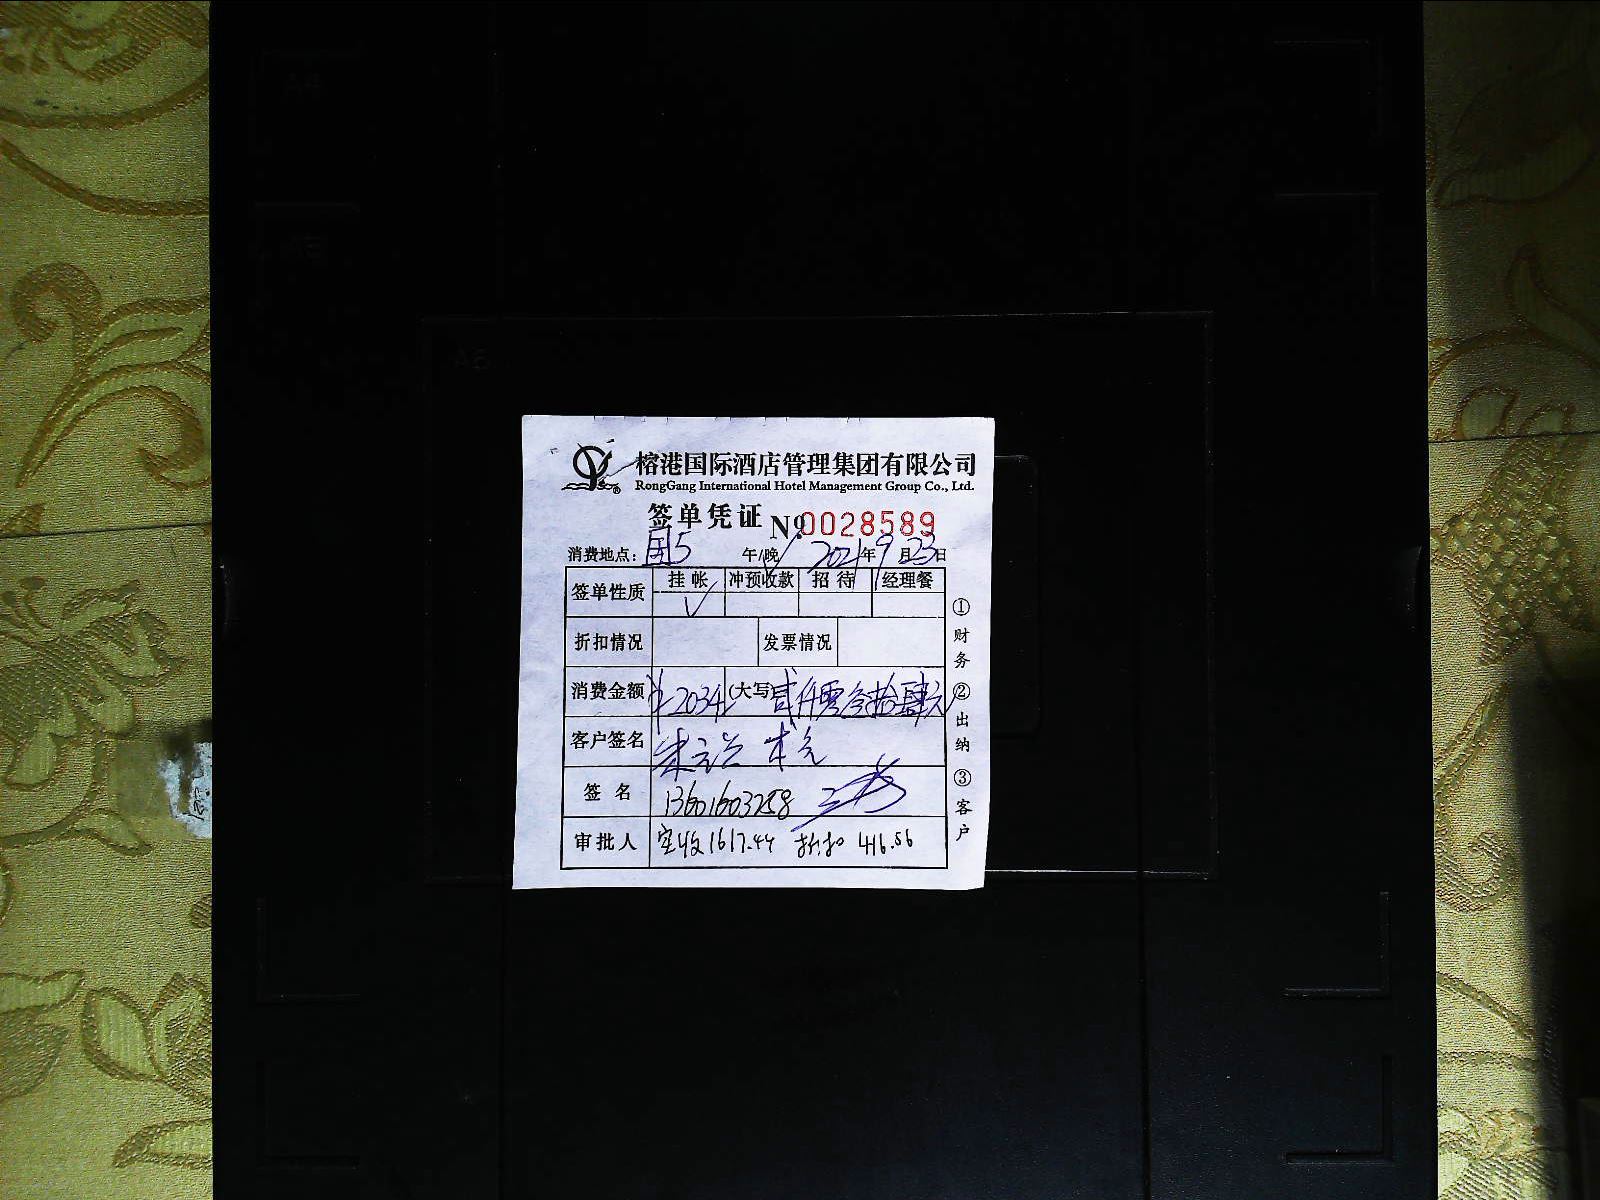 榕港国际酒店管理集团有限公司
RongGang International Hotel Management Group Co., Ltd.
签单凭证 No 0028589
消费地点: 国5 午/晚 2021年9月23日
签单性质 挂帐 冲预收款 招待 经理餐
√
折扣情况 发票情况
消费金额 ¥2034 (大写) 贰仟零叁拾肆元
客户签名
签名 13601603258
审批人 实收1617.44 折扣 416.56
①财务 ②出纳 ③客户
A5